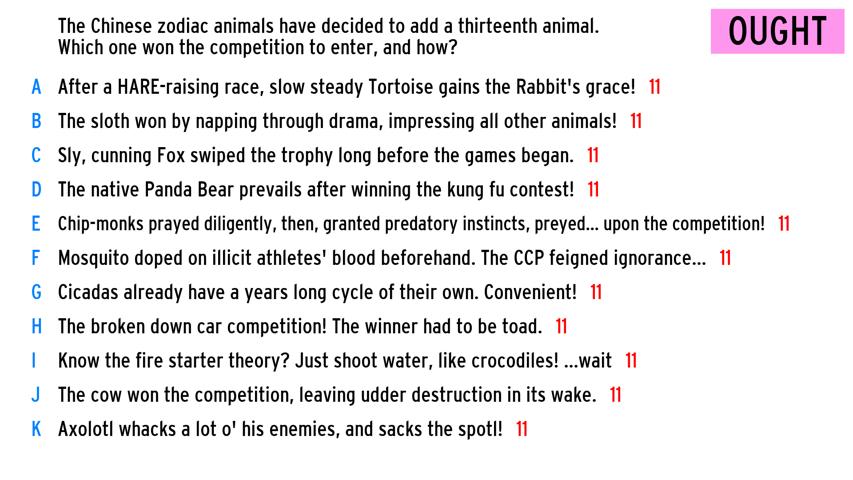 The Chinese zodiac animals have decided to add a thirteenth animal.
Which one won the competition to enter, and how?
OUGHT
A After a HARE-raising race, slow steady Tortoise gains the Rabbit's grace! 11
B The sloth won by napping through drama, impressing all other animals! 11
C Sly, cunning Fox swiped the trophy long before the games began. 11
D The native Panda Bear prevails after winning the kung fu contest! 11
E Chip-monks prayed diligently, then, granted predatory instincts, preyed... upon the competition! 11
F Mosquito doped on illicit athletes' blood beforehand. The CCP feigned ignorance... 11
G Cicadas already have a years long cycle of their own. Convenient! 11
H The broken down car competition! The winner had to be toad. 11
I Know the fire starter theory? Just shoot water, like crocodiles! ...wait 11
J The cow won the competition, leaving udder destruction in its wake. 11
K Axolotl whacks a lot o' his enemies, and sacks the spotl! 11